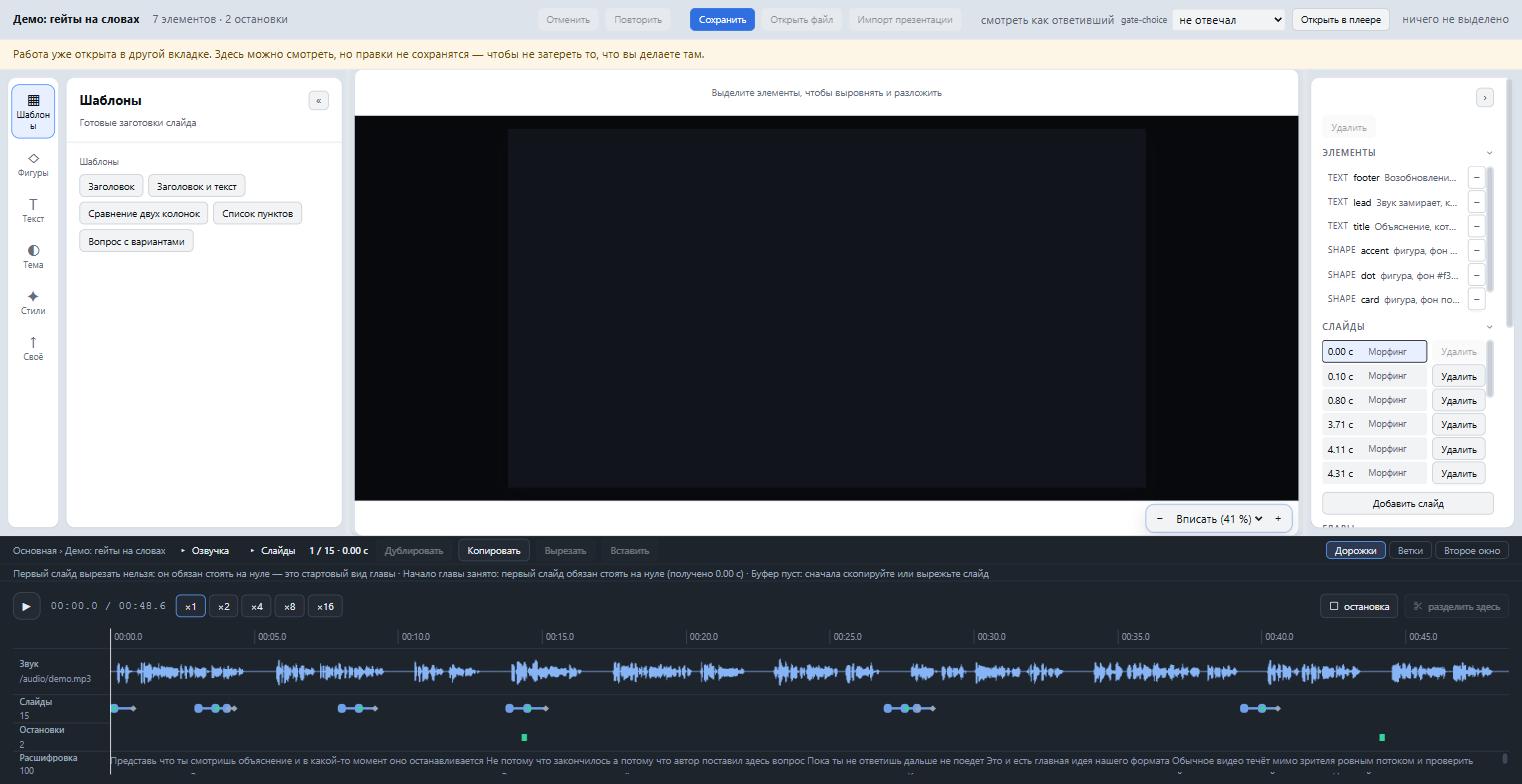 Демо: гейты на словах 7 элементов · 2 остановки Отменить Повторить Сохранить Открыть файл Импорт презентации смотреть как ответивший gate-choice не отвечал Открыть в плеере ничего не выделено
Работа уже открыта в другой вкладке. Здесь можно смотреть, но правки не сохранятся — чтобы не затереть то, что вы делаете там.
Шаблоны
Фигуры
Текст
Тема
Стили
Своё
Шаблоны «
Готовые заготовки слайда
Шаблоны
Заголовок Заголовок и текст
Сравнение двух колонок Список пунктов
Вопрос с вариантами
Выделите элементы, чтобы выровнять и разложить
− Вписать (41 %) +
›
Удалить
ЭЛЕМЕНТЫ
TEXT footer Возобновлени... −
TEXT lead Звук замирает, к... −
TEXT title Объяснение, кот... −
SHAPE accent фигура, фон ... −
SHAPE dot фигура, фон #f3... −
SHAPE card фигура, фон по... −
СЛАЙДЫ
0.00 с Морфинг Удалить
0.10 с Морфинг Удалить
0.80 с Морфинг Удалить
3.71 с Морфинг Удалить
4.11 с Морфинг Удалить
4.31 с Морфинг Удалить
Добавить слайд
Основная › Демо: гейты на словах ▸ Озвучка ▸ Слайды 1 / 15 · 0.00 с Дублировать Копировать Вырезать Вставить Дорожки Ветки Второе окно
Первый слайд вырезать нельзя: он обязан стоять на нуле — это стартовый вид главы · Начало главы занято: первый слайд обязан стоять на нуле (получено 0.00 с) · Буфер пуст: сначала скопируйте или вырежьте слайд
00:00.0 / 00:48.6 ×1 ×2 ×4 ×8 ×16 остановка разделить здесь
00:00.0 00:05.0 00:10.0 00:15.0 00:20.0 00:25.0 00:30.0 00:35.0 00:40.0 00:45.0
Звук
/audio/demo.mp3
Слайды
15
Остановки
2
Расшифровка
100
Представь что ты смотришь объяснение и в какой-то момент оно останавливается Не потому что закончилось а потому что автор поставил здесь вопрос Пока ты не ответишь дальше не поедет Это и есть главная идея нашего формата Обычное видео течёт мимо зрителя ровным потоком и проверить